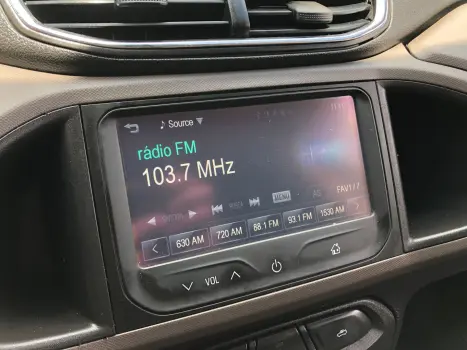 ♪ Source ▼
rádio FM
103.7 MHz
MENU
FAV1/7
630 AM 720 AM 88.1 FM 93.1 FM 1530 AM
VOL